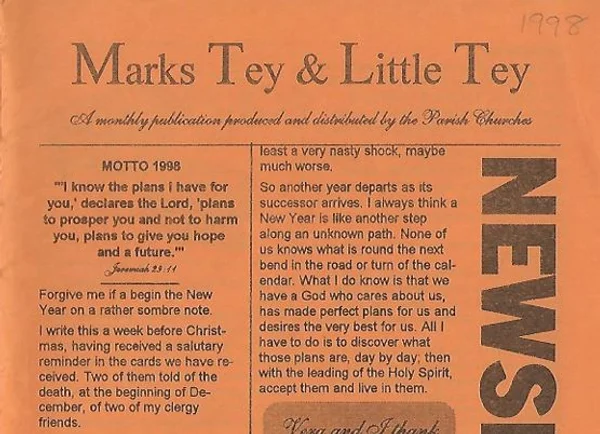 1998
Marks Tey & Little Tey
A monthly publication produced and distributed by the Parish Churches
MOTTO 1998
"'I know the plans i have for
you,' declares the Lord, 'plans
to prosper you and not to harm
you, plans to give you hope
and a future.'"
Jeremiah 29:11
Forgive me if a begin the New
Year on a rather sombre note.
I write this a week before Christ-
mas, having received a salutary
reminder in the cards we have re-
ceived. Two of them told of the
death, at the beginning of De-
cember, of two of my clergy
friends.
least a very nasty shock, maybe
much worse.
So another year departs as its
successor arrives. I always think a
New Year is like another step
along an unknown path. None of
us knows what is round the next
bend in the road or turn of the cal-
endar. What I do know is that we
have a God who cares about us,
has made perfect plans for us and
desires the very best for us. All I
have to do is to discover what
those plans are, day by day; then
with the leading of the Holy Spirit,
accept them and live in them.
Vera and I thank
NEWSL